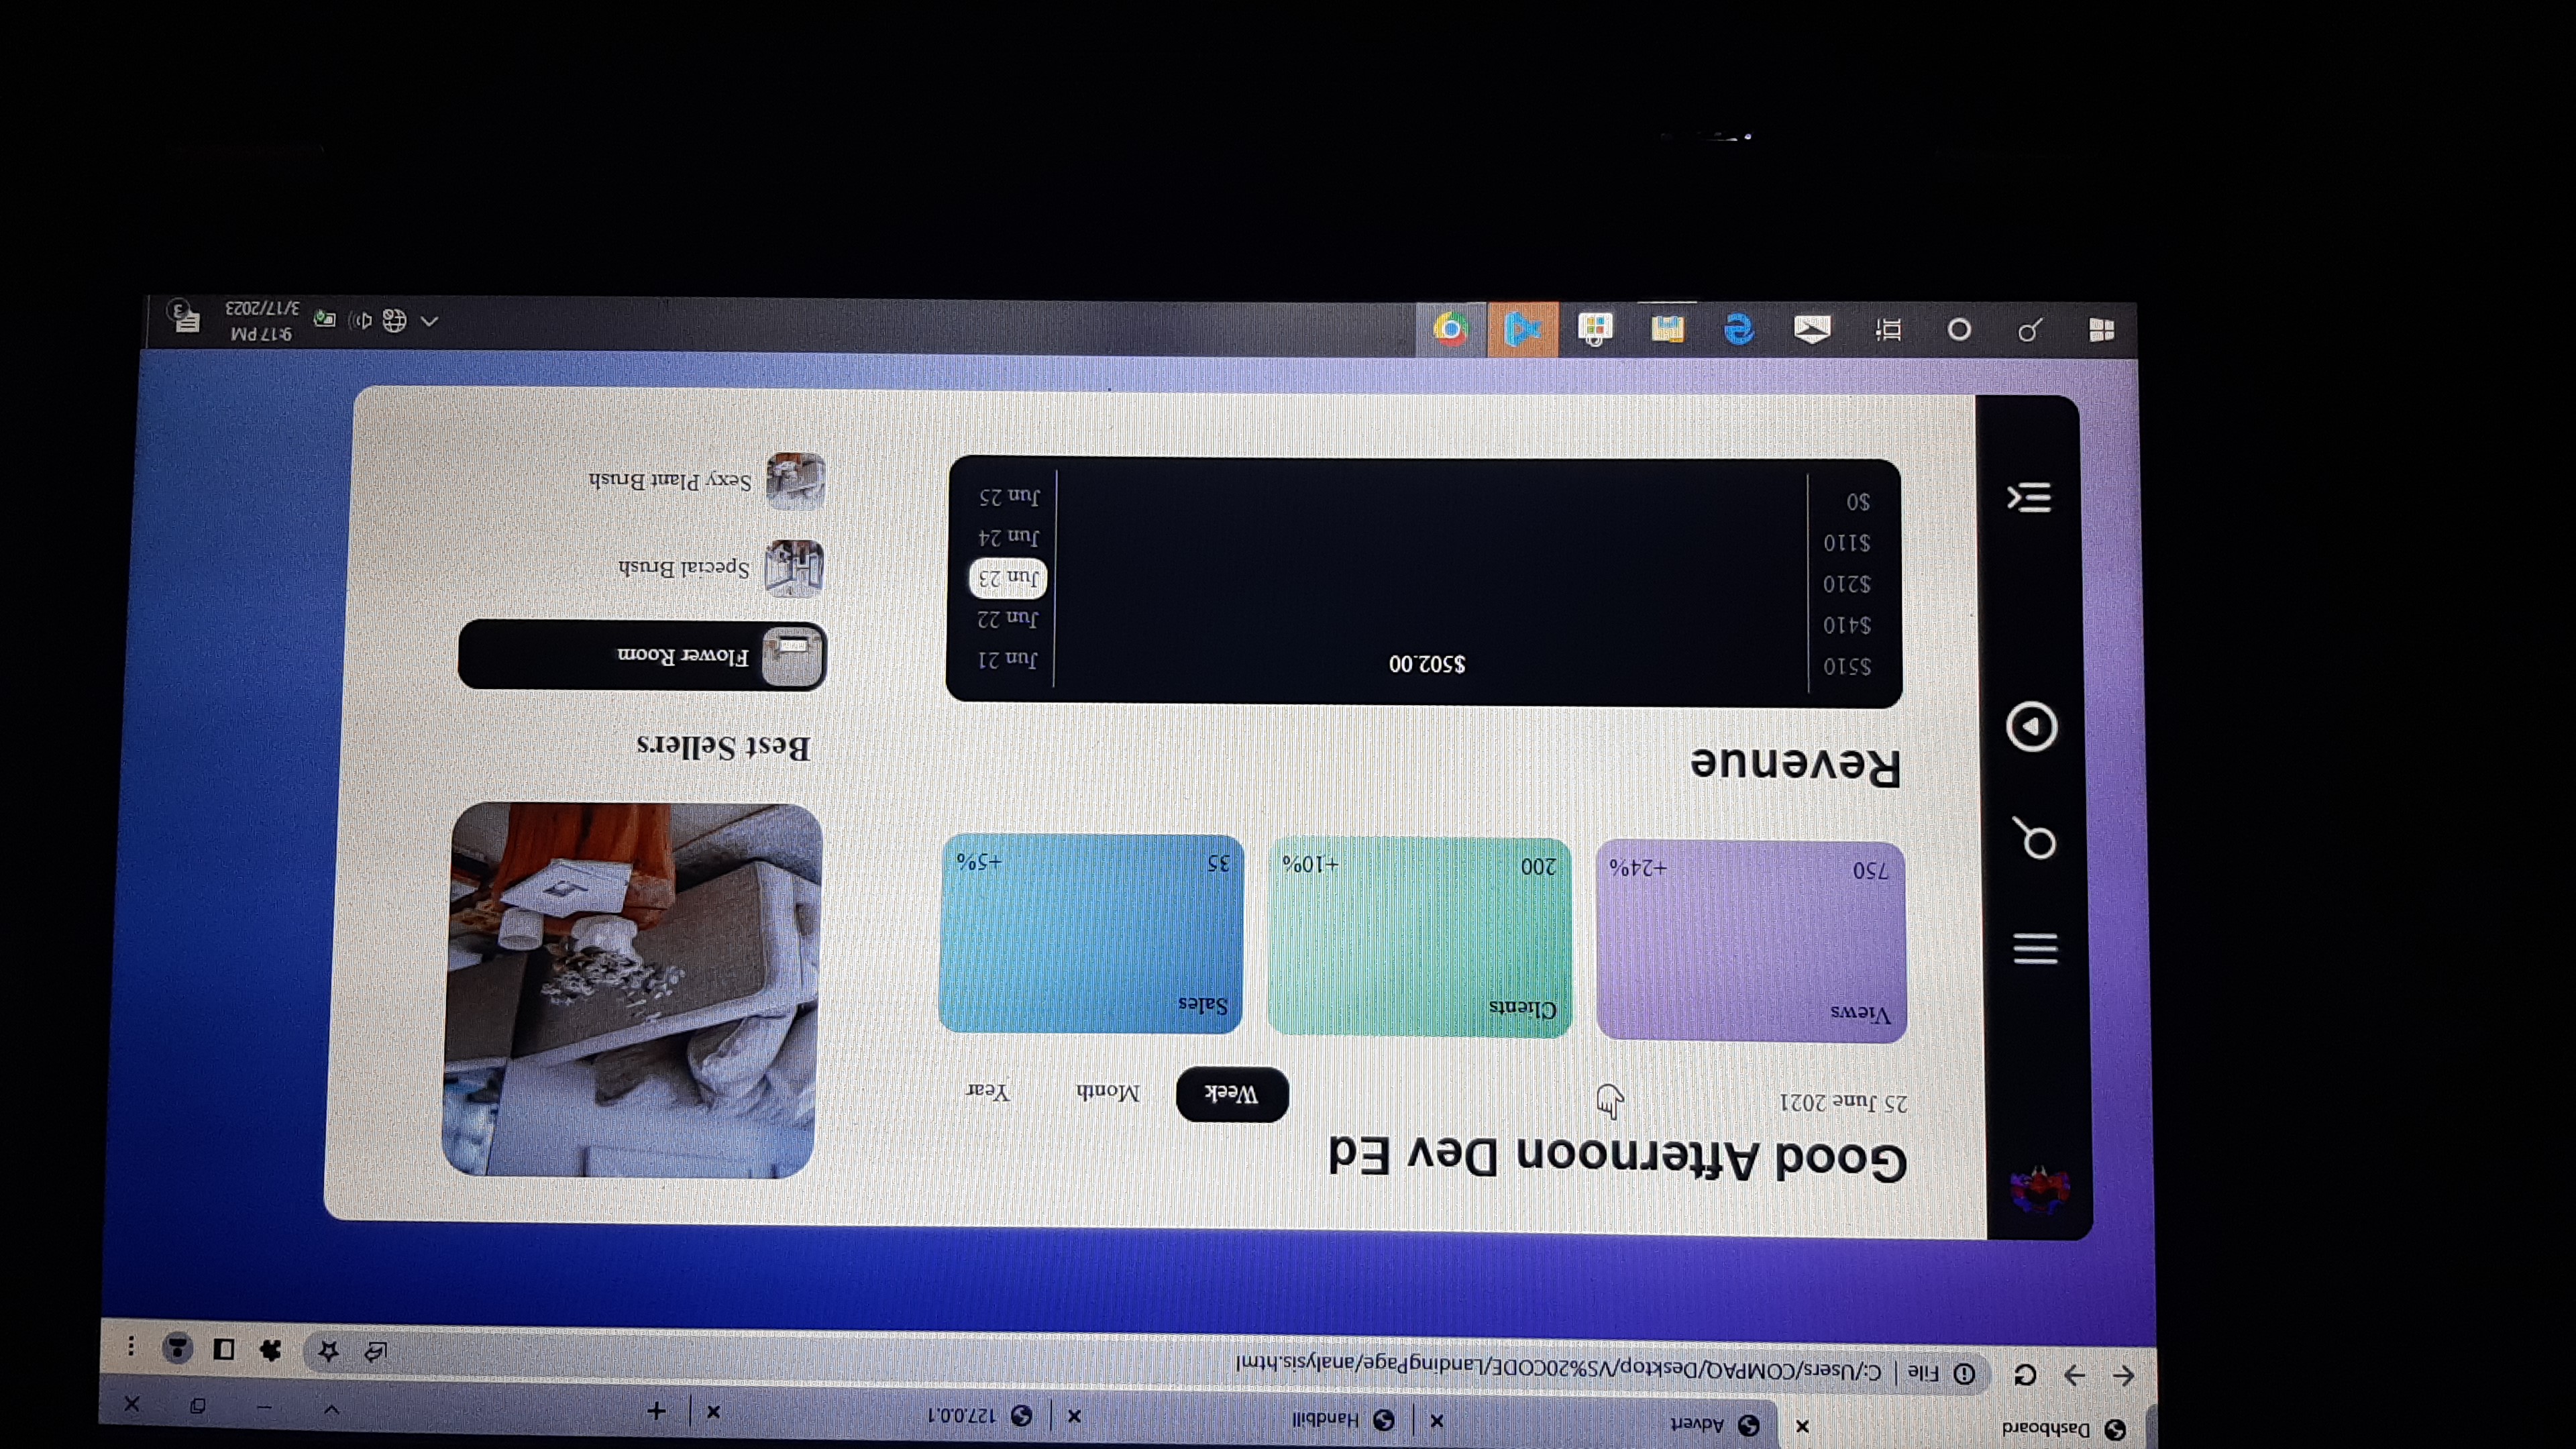 Dashboard
Advert
Handbill
127.0.0.1
File
C:/Users/COMPAQ/Desktop/VS%20CODE/LandingPage/analysis.html
Good Afternoon Dev Ed
25 June 2021
Week
Month
Year
Views
750
+24%
Clients
200
+10%
Sales
35
+5%
Revenue
$510
$410
$210
$110
$0
$502.00
Jun 21
Jun 22
Jun 23
Jun 24
Jun 25
Best Sellers
Flower Room
Special Brush
Sexy Plant Brush
9:17 PM
3/17/2023
3